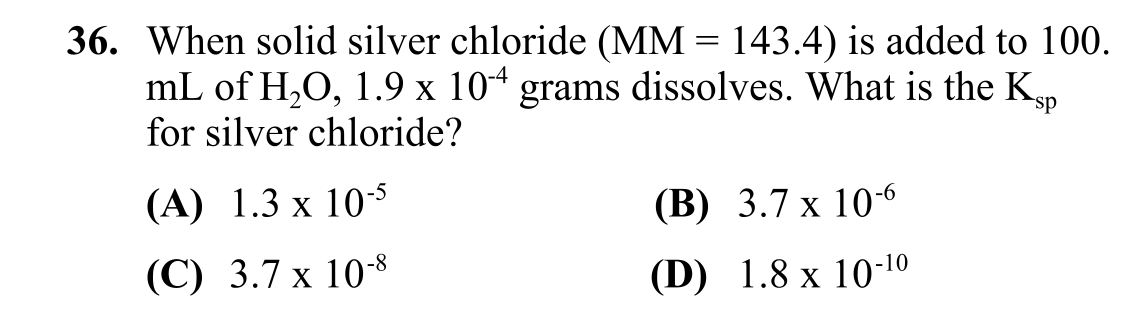 36. When solid silver chloride (MM = 143.4) is added to 100.
mL of H₂O, 1.9 x 10⁻⁴ grams dissolves. What is the Kₛₚ
for silver chloride?
(A) 1.3 x 10⁻⁵ (B) 3.7 x 10⁻⁶
(C) 3.7 x 10⁻⁸ (D) 1.8 x 10⁻¹⁰